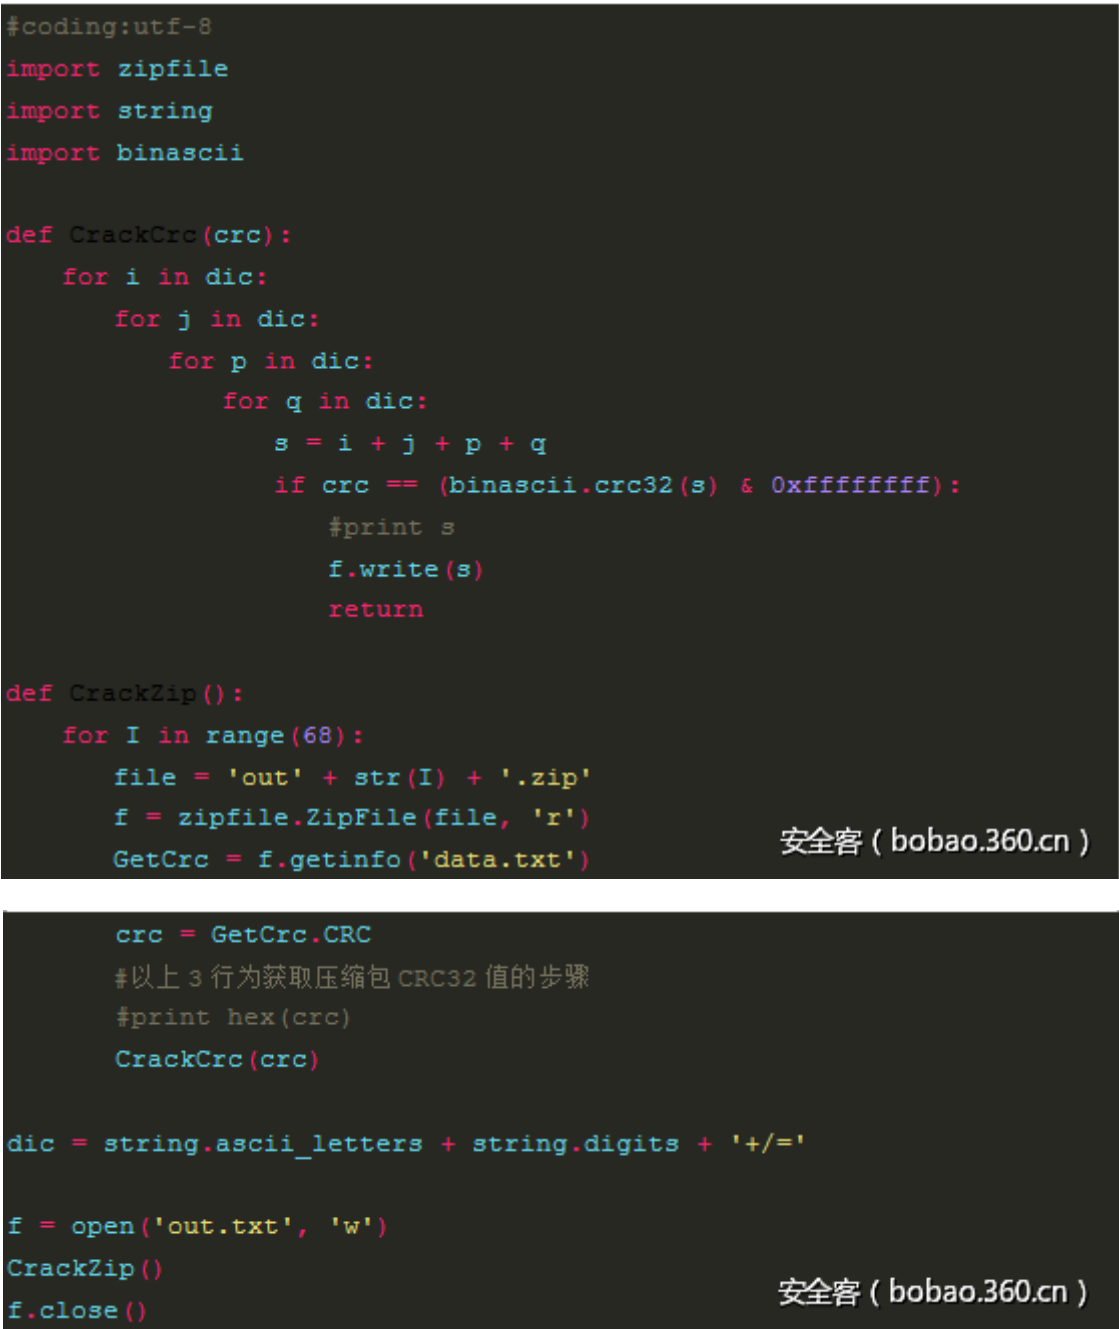 #coding:utf-8
import zipfile
import string
import binascii

def CrackCrc(crc):
    for i in dic:
        for j in dic:
            for p in dic:
                for q in dic:
                    s = i + j + p + q
                    if crc == (binascii.crc32(s) & 0xffffffff):
                        #print s
                        f.write(s)
                        return

def CrackZip():
    for I in range(68):
        file = 'out' + str(I) + '.zip'
        f = zipfile.ZipFile(file, 'r')
        GetCrc = f.getinfo('data.txt')
安全客（bobao.360.cn）
        crc = GetCrc.CRC
        #以上 3 行为获取压缩包 CRC32 值的步骤
        #print hex(crc)
        CrackCrc(crc)

dic = string.ascii_letters + string.digits + '+/='

f = open('out.txt', 'w')
CrackZip()
f.close()
安全客（bobao.360.cn）